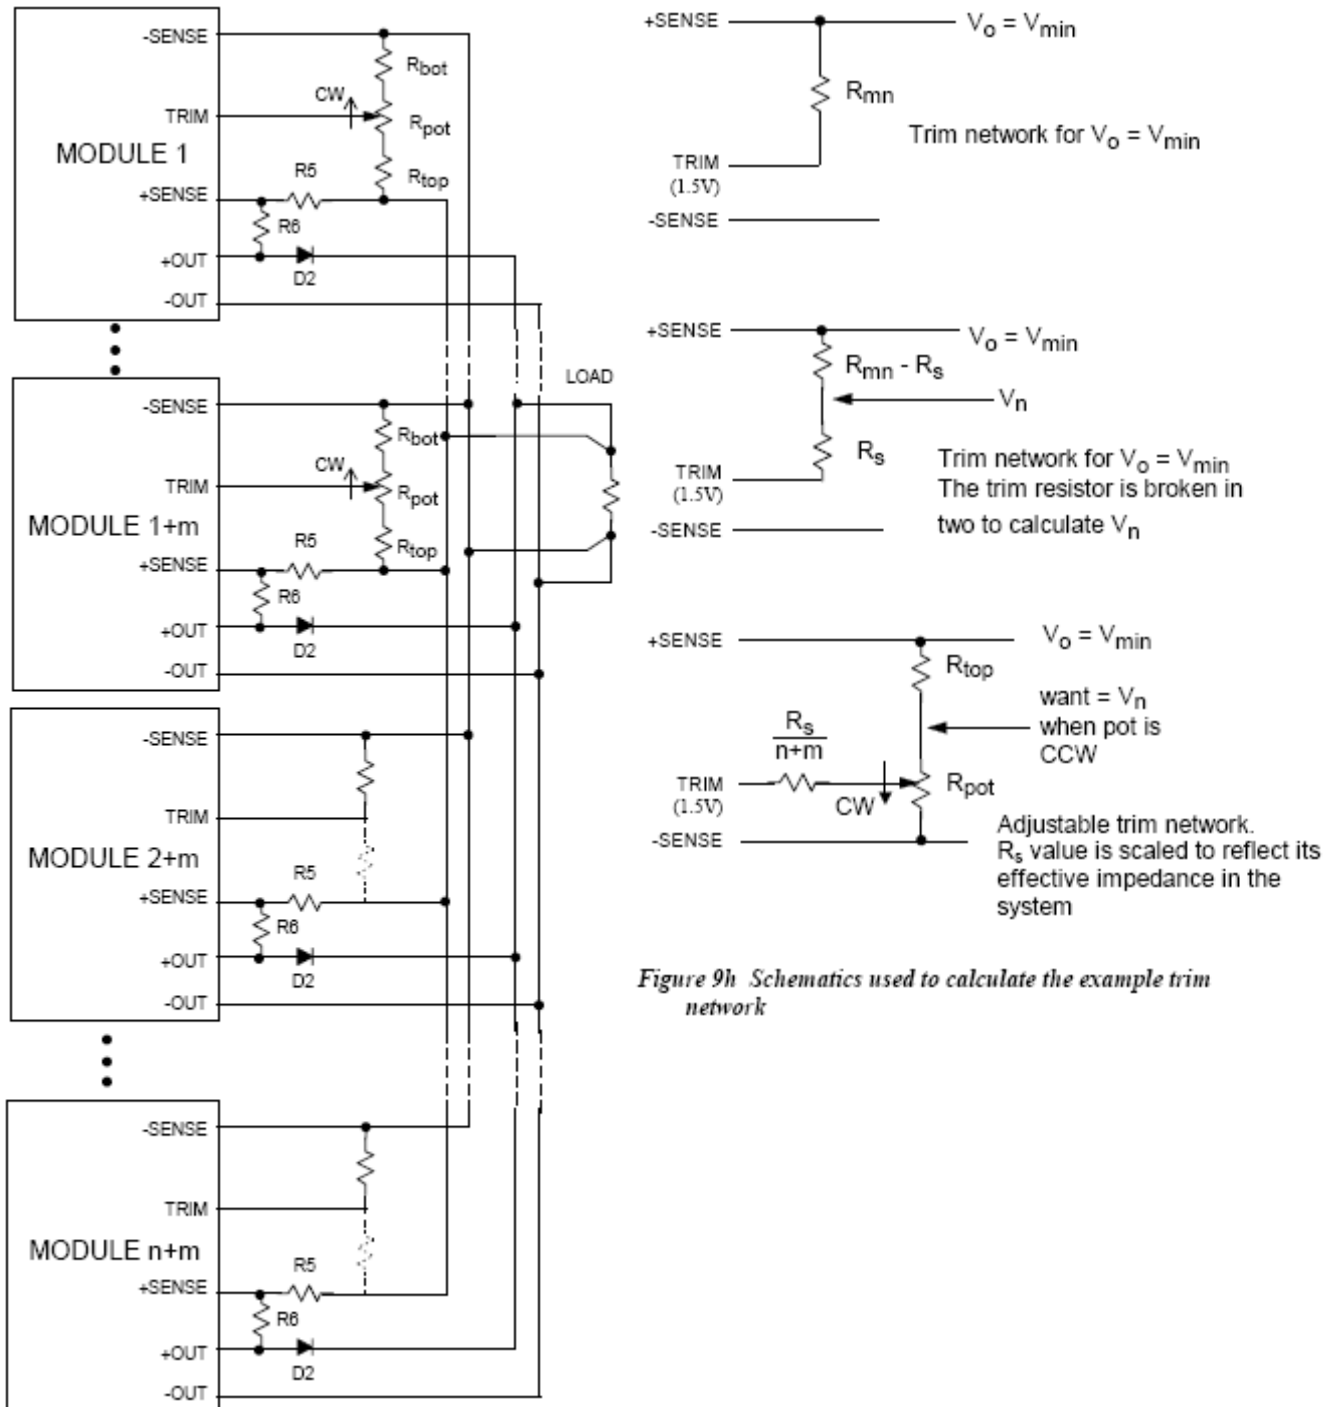 MODULE 1
-SENSE
TRIM
+SENSE
+OUT
-OUT
CW
Rbot
Rpot
Rtop
R5
R6
D2
MODULE 1+m
-SENSE
TRIM
+SENSE
+OUT
-OUT
CW
Rbot
Rpot
Rtop
R5
R6
D2
LOAD
MODULE 2+m
-SENSE
TRIM
+SENSE
+OUT
-OUT
R5
R6
D2
MODULE n+m
-SENSE
TRIM
+SENSE
+OUT
-OUT
R5
R6
D2
+SENSE
Vo = Vmin
Rmn
Trim network for Vo = Vmin
TRIM
(1.5V)
-SENSE
+SENSE
Vo = Vmin
Rmn - Rs
Vn
Rs
TRIM
(1.5V)
-SENSE
Trim network for Vo = Vmin
The trim resistor is broken in
two to calculate Vn
+SENSE
Vo = Vmin
Rtop
want = Vn
when pot is
CCW
Rs
n+m
TRIM
(1.5V)
CW
Rpot
-SENSE
Adjustable trim network.
Rs value is scaled to reflect its
effective impedance in the
system
Figure 9h Schematics used to calculate the example trim
network